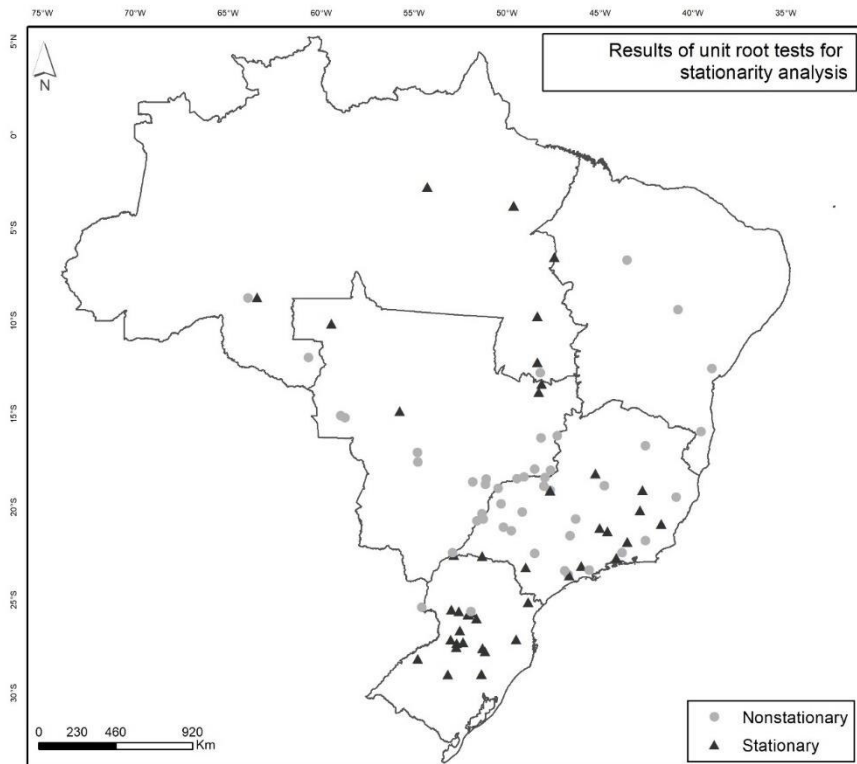 75°W 70°W 65°W 60°W 55°W 50°W 45°W 40°W 35°W
5°N
Results of unit root tests for
stationarity analysis
N
0°
5°S
10°S
15°S
20°S
25°S
30°S
Nonstationary
Stationary
0 230 460 920
Km